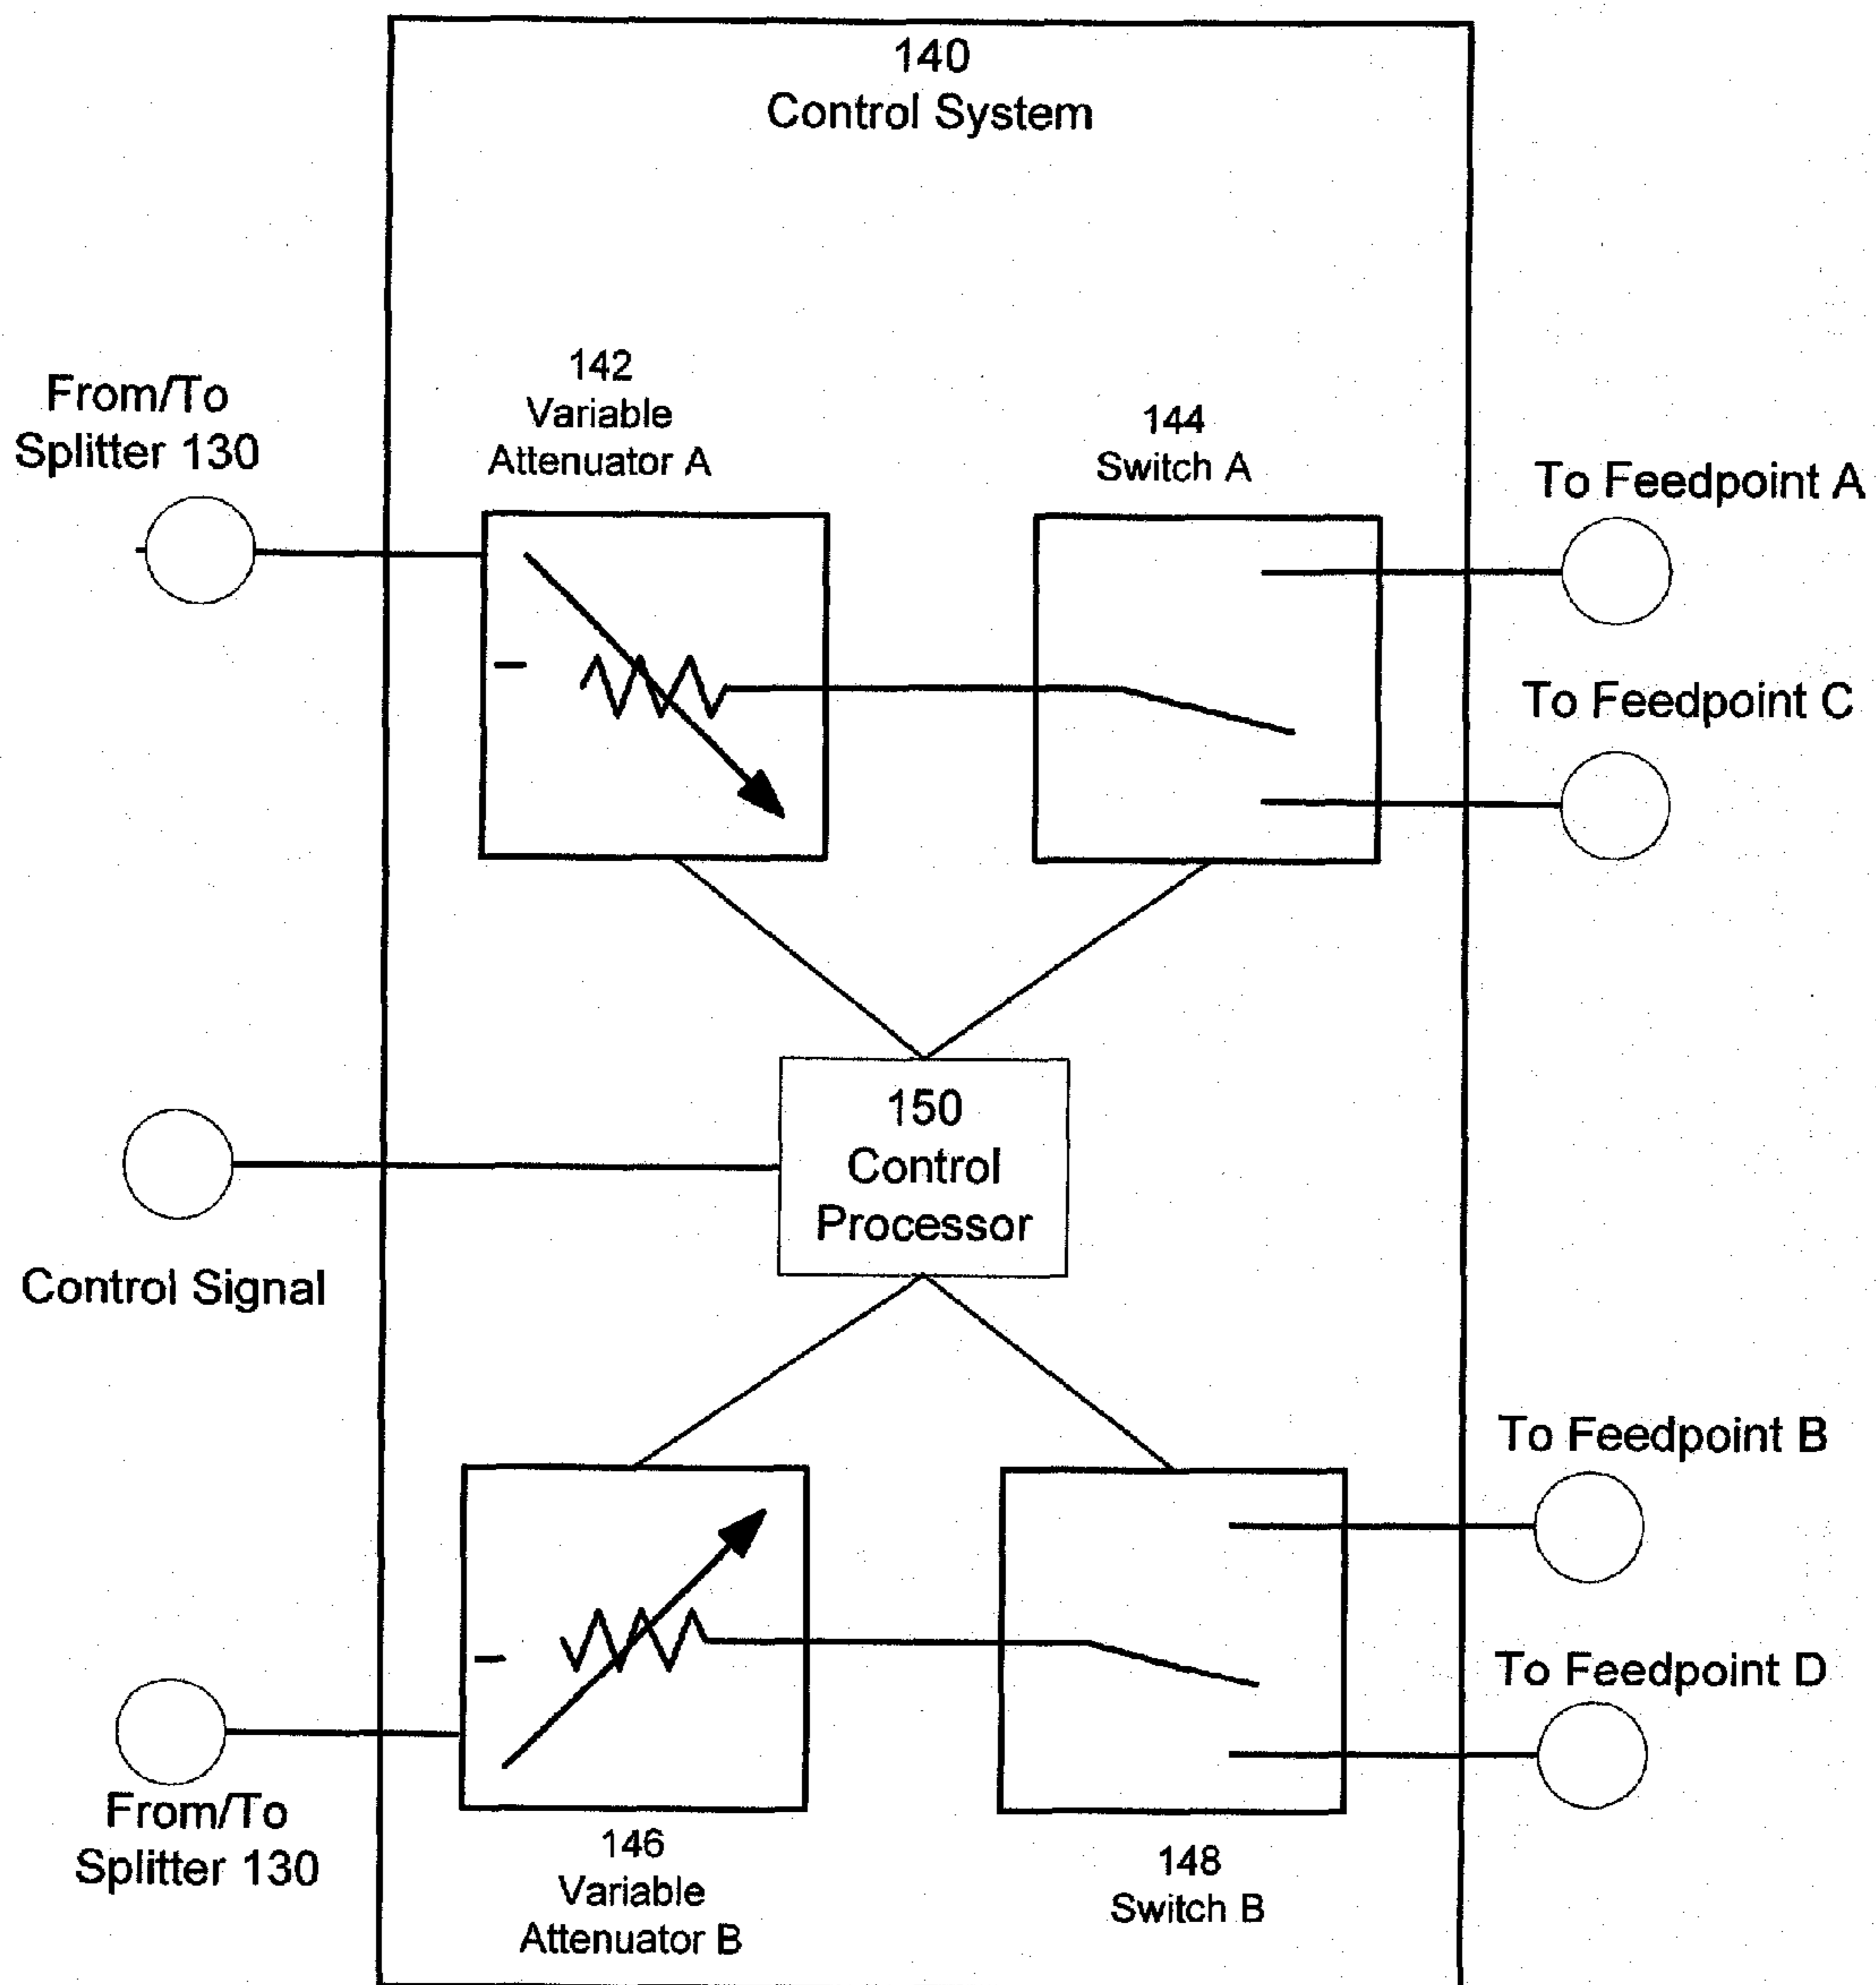 140
Control System
142
Variable
Attenuator A
From/To
Splitter 130
144
Switch A
To Feedpoint A
To Feedpoint C
150
Control
Processor
Control Signal
To Feedpoint B
To Feedpoint D
From/To
Splitter 130
146
Variable
Attenuator B
148
Switch B